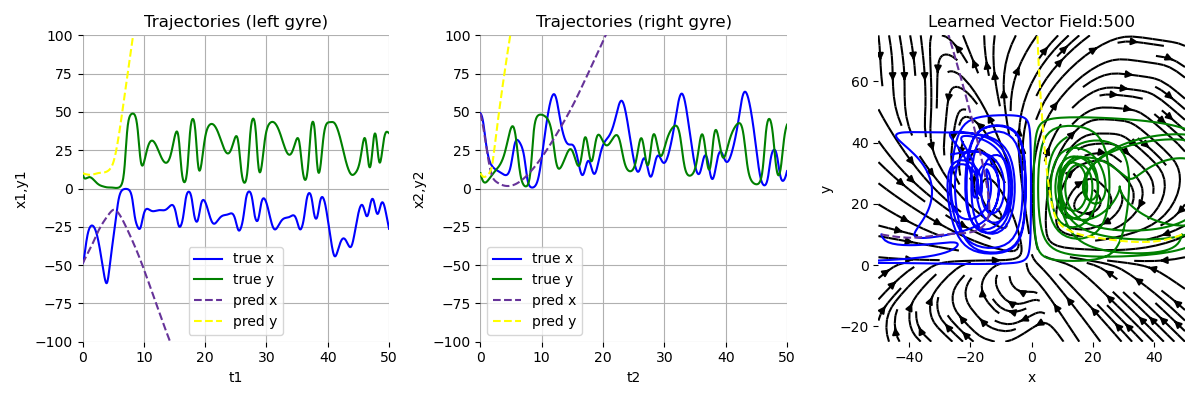 Trajectories (left gyre)
100
75
50
25
0
−25
−50
−75
−100
0 10 20 30 40 50
x1,y1
t1
true x
true y
pred x
pred y
Trajectories (right gyre)
100
75
50
25
0
−25
−50
−75
−100
0 10 20 30 40 50
x2,y2
t2
true x
true y
pred x
pred y
Learned Vector Field:500
60
40
20
0
−20
−40 −20 0 20 40
y
x